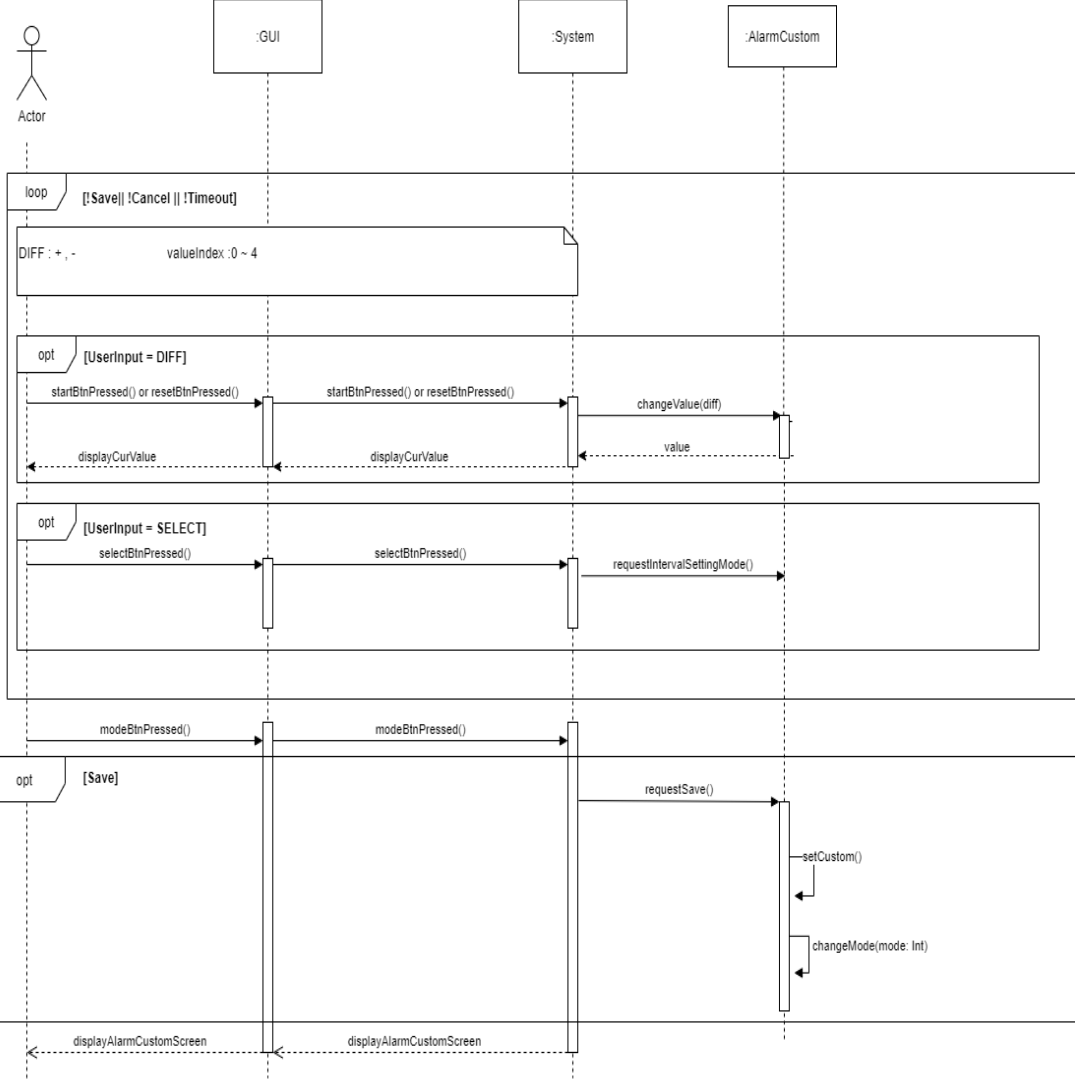 :GUI
:System
:AlarmCustom
Actor
loop
[!Save|| !Cancel || !Timeout]
DIFF : + , - valueIndex :0 ~ 4
opt
[UserInput = DIFF]
startBtnPressed() or resetBtnPressed()
startBtnPressed() or resetBtnPressed()
changeValue(diff)
value
displayCurValue
displayCurValue
opt
[UserInput = SELECT]
selectBtnPressed()
selectBtnPressed()
requestIntervalSettingMode()
modeBtnPressed()
modeBtnPressed()
opt
[Save]
requestSave()
setCustom()
changeMode(mode: Int)
displayAlarmCustomScreen
displayAlarmCustomScreen